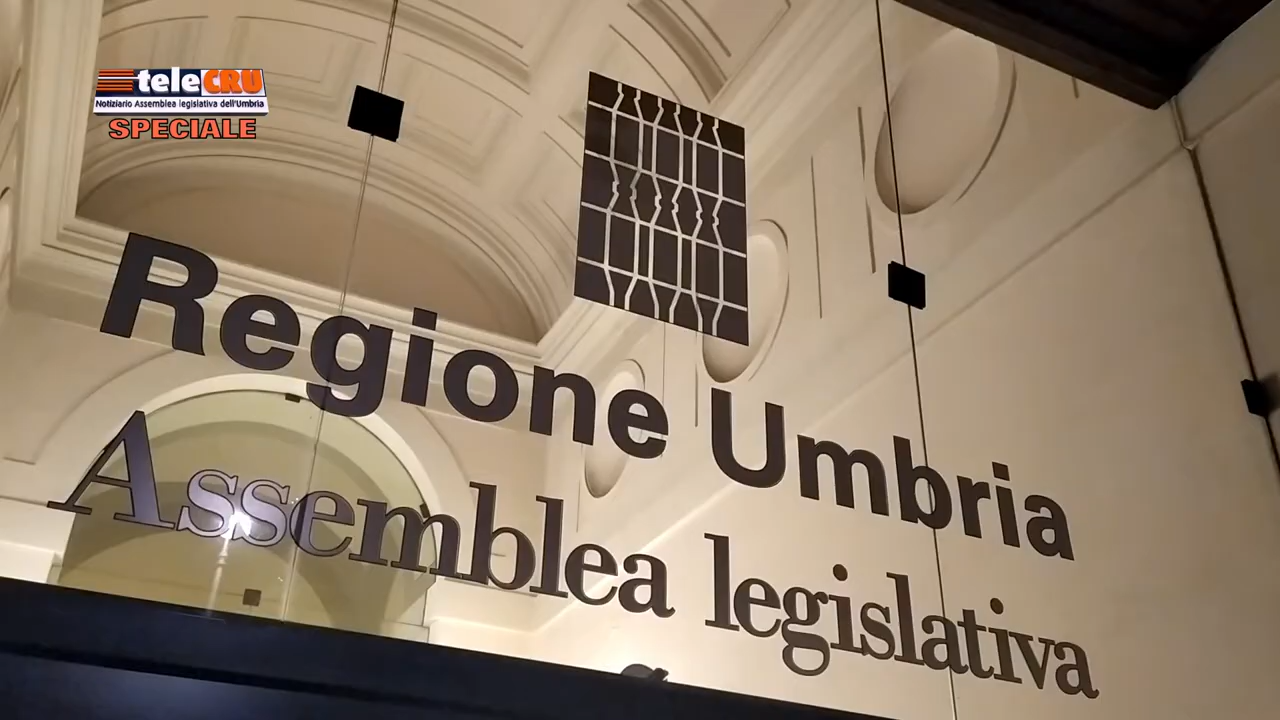 teleCRU
Notiziario Assemblea legislativa dell'Umbria
SPECIALE
Regione Umbria
Assemblea legislativa